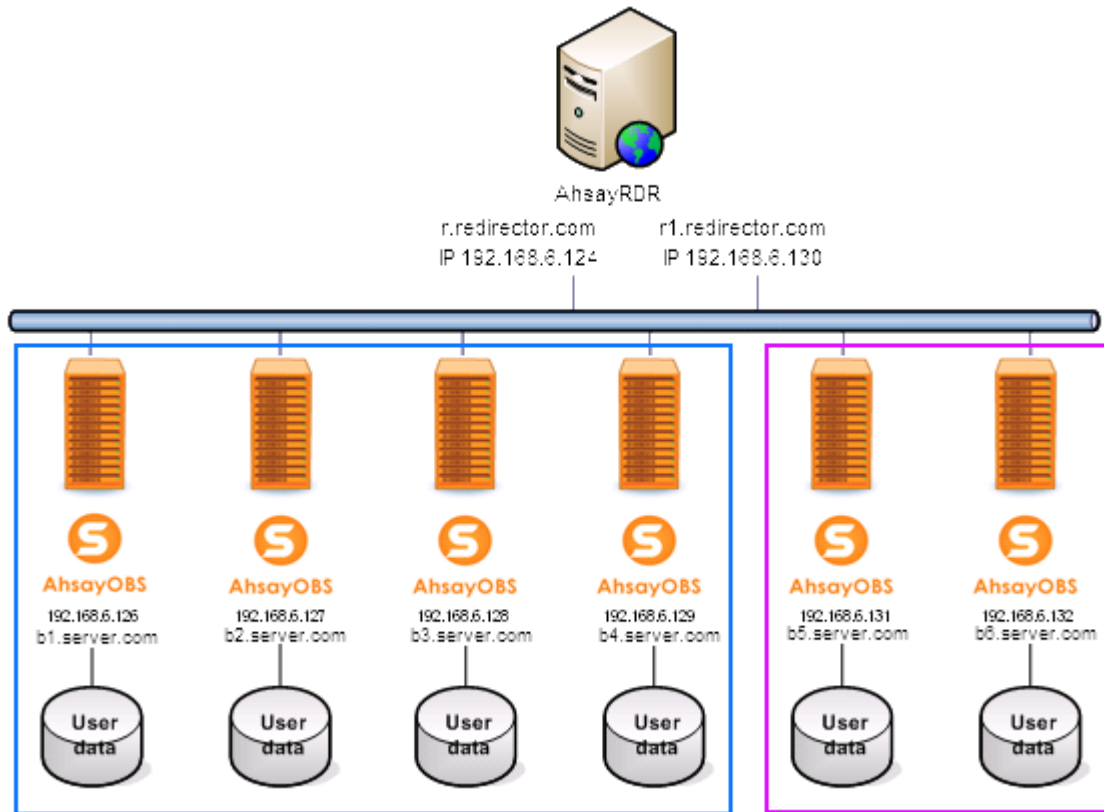 AhsayRDR
r.redirector.com r1.redirector.com
IP 192.168.6.124 IP 192.168.6.130
S S S S S S
AhsayOBS AhsayOBS AhsayOBS AhsayOBS AhsayOBS AhsayOBS
192.168.6.126 192.168.6.127 192.168.6.128 192.168.6.129 192.168.6.131 192.168.6.132
b1.server.com b2.server.com b3.server.com b4.server.com b5.server.com b6.server.com
User User User User User User
data data data data data data